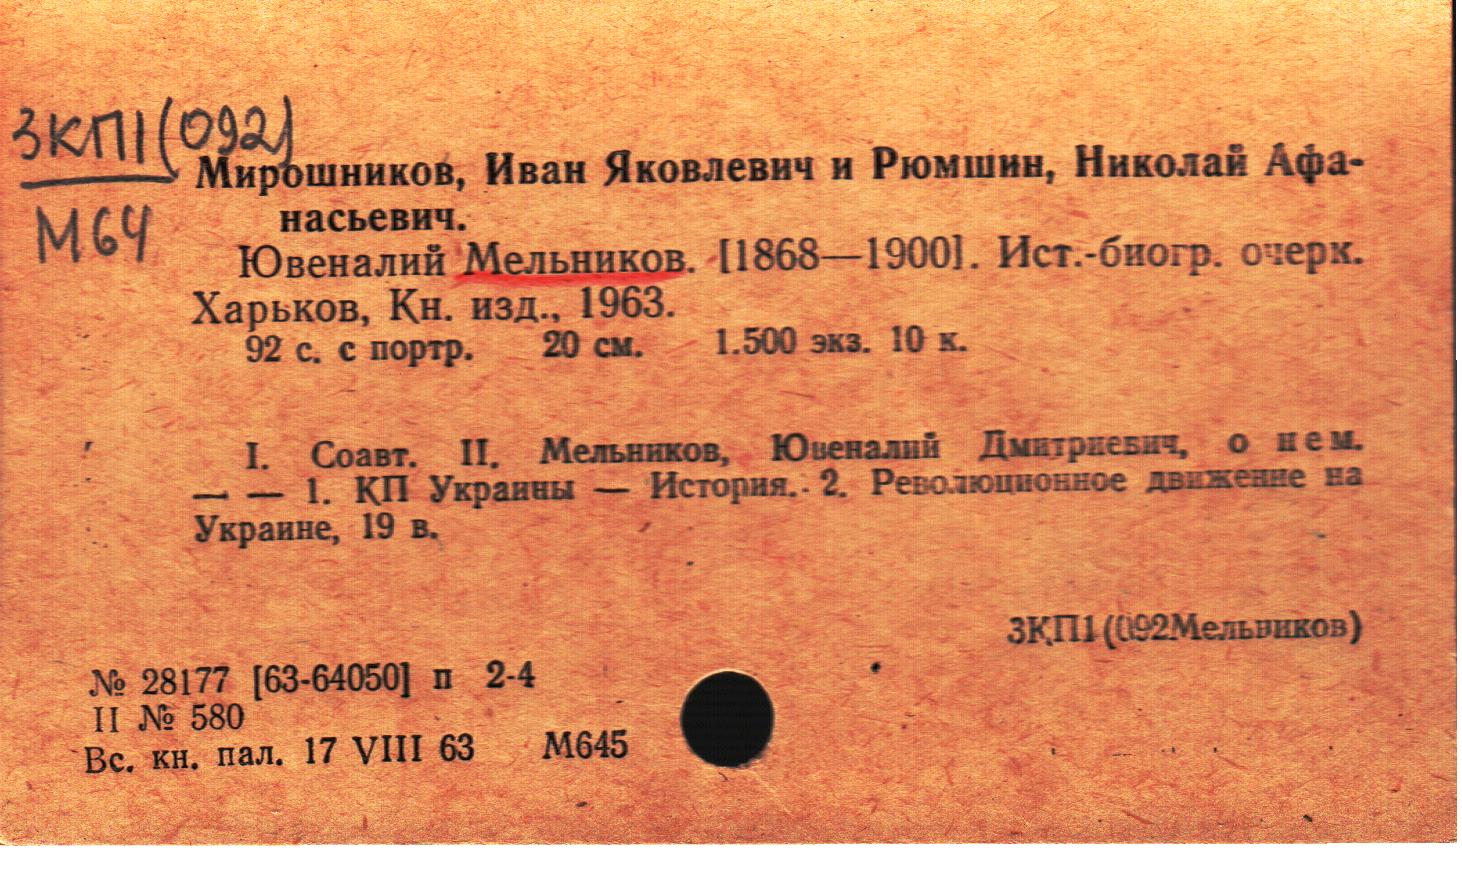 3КП1(092)
М64
Мирошников, Иван Яковлевич и Рюмшин, Николай Афа-
насьевич.
Ювеналий Мельников. [1868—1900]. Ист.-биогр. очерк.
Харьков, Кн. изд., 1963.
92 с. с портр. 20 см. 1.500 экз. 10 к.
I. Соавт. II. Мельников, Ювеналий Дмитриевич, о нем.
— — 1. КП Украины — История. 2. Революционное движение на
Украине, 19 в.
3КП1(092Мельников)
№ 28177 [63-64050] п 2-4
II № 580
Вс. кн. пал. 17 VIII 63 М645